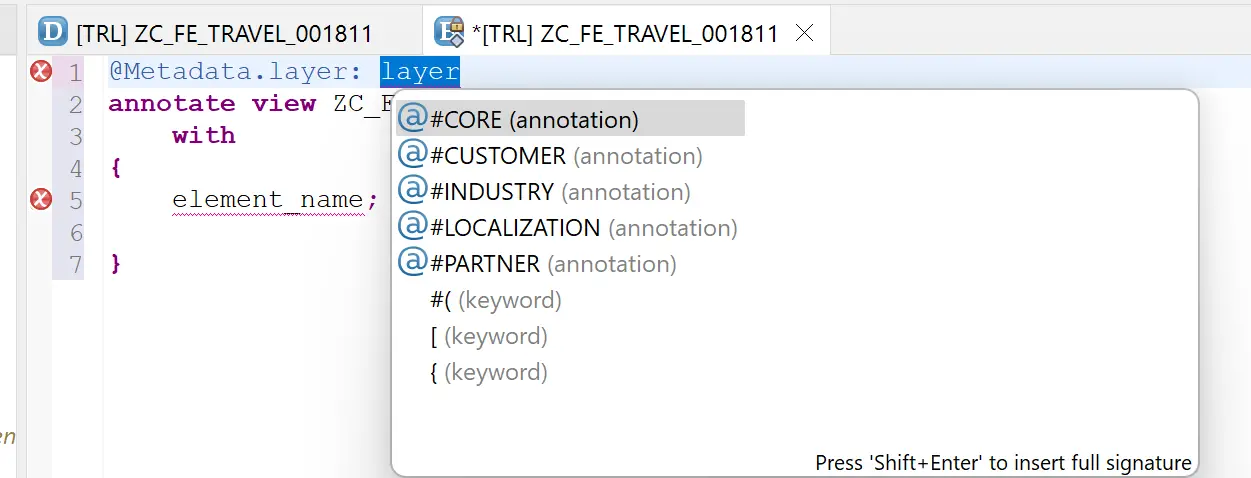 [TRL] ZC_FE_TRAVEL_001811
*[TRL] ZC_FE_TRAVEL_001811
1 @Metadata.layer: layer
2 annotate view ZC_
3 with
4 {
5 element_name;
6
7 }
#CORE (annotation)
#CUSTOMER (annotation)
#INDUSTRY (annotation)
#LOCALIZATION (annotation)
#PARTNER (annotation)
#( (keyword)
[ (keyword)
{ (keyword)
Press 'Shift+Enter' to insert full signature
en